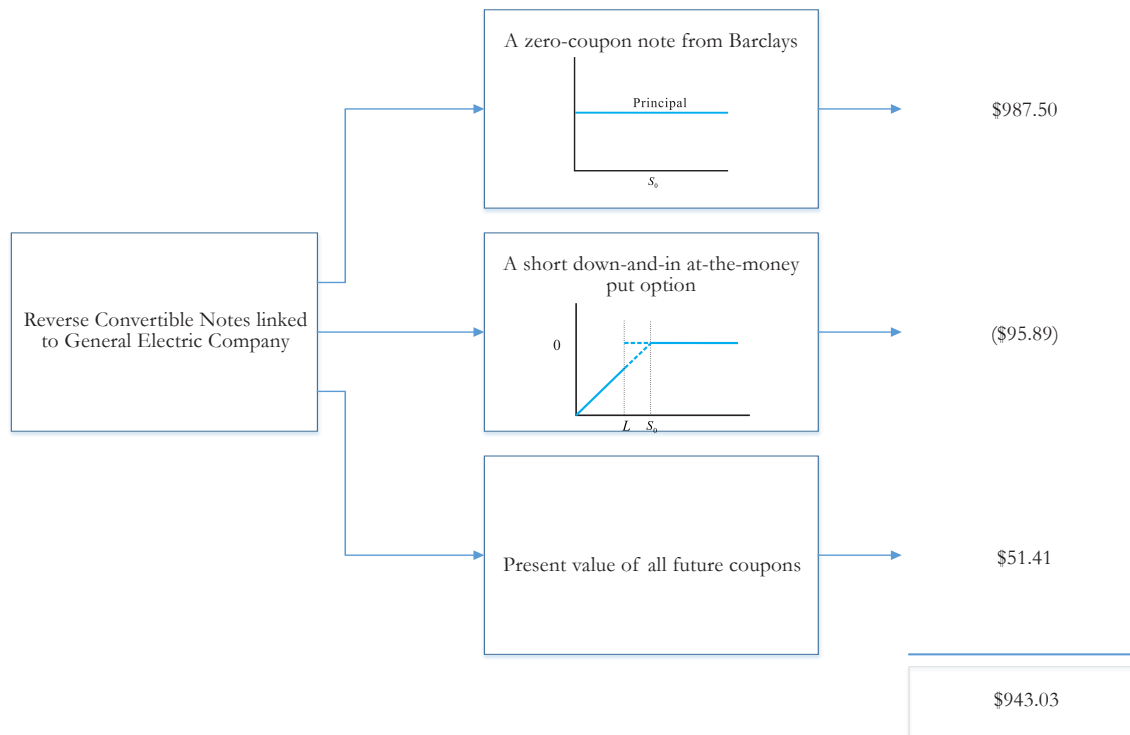 A zero-coupon note from Barclays
Principal
S₀
$987.50
Reverse Convertible Notes linked
to General Electric Company
A short down-and-in at-the-money
put option
0
L S₀
($95.89)
Present value of all future coupons
$51.41
$943.03